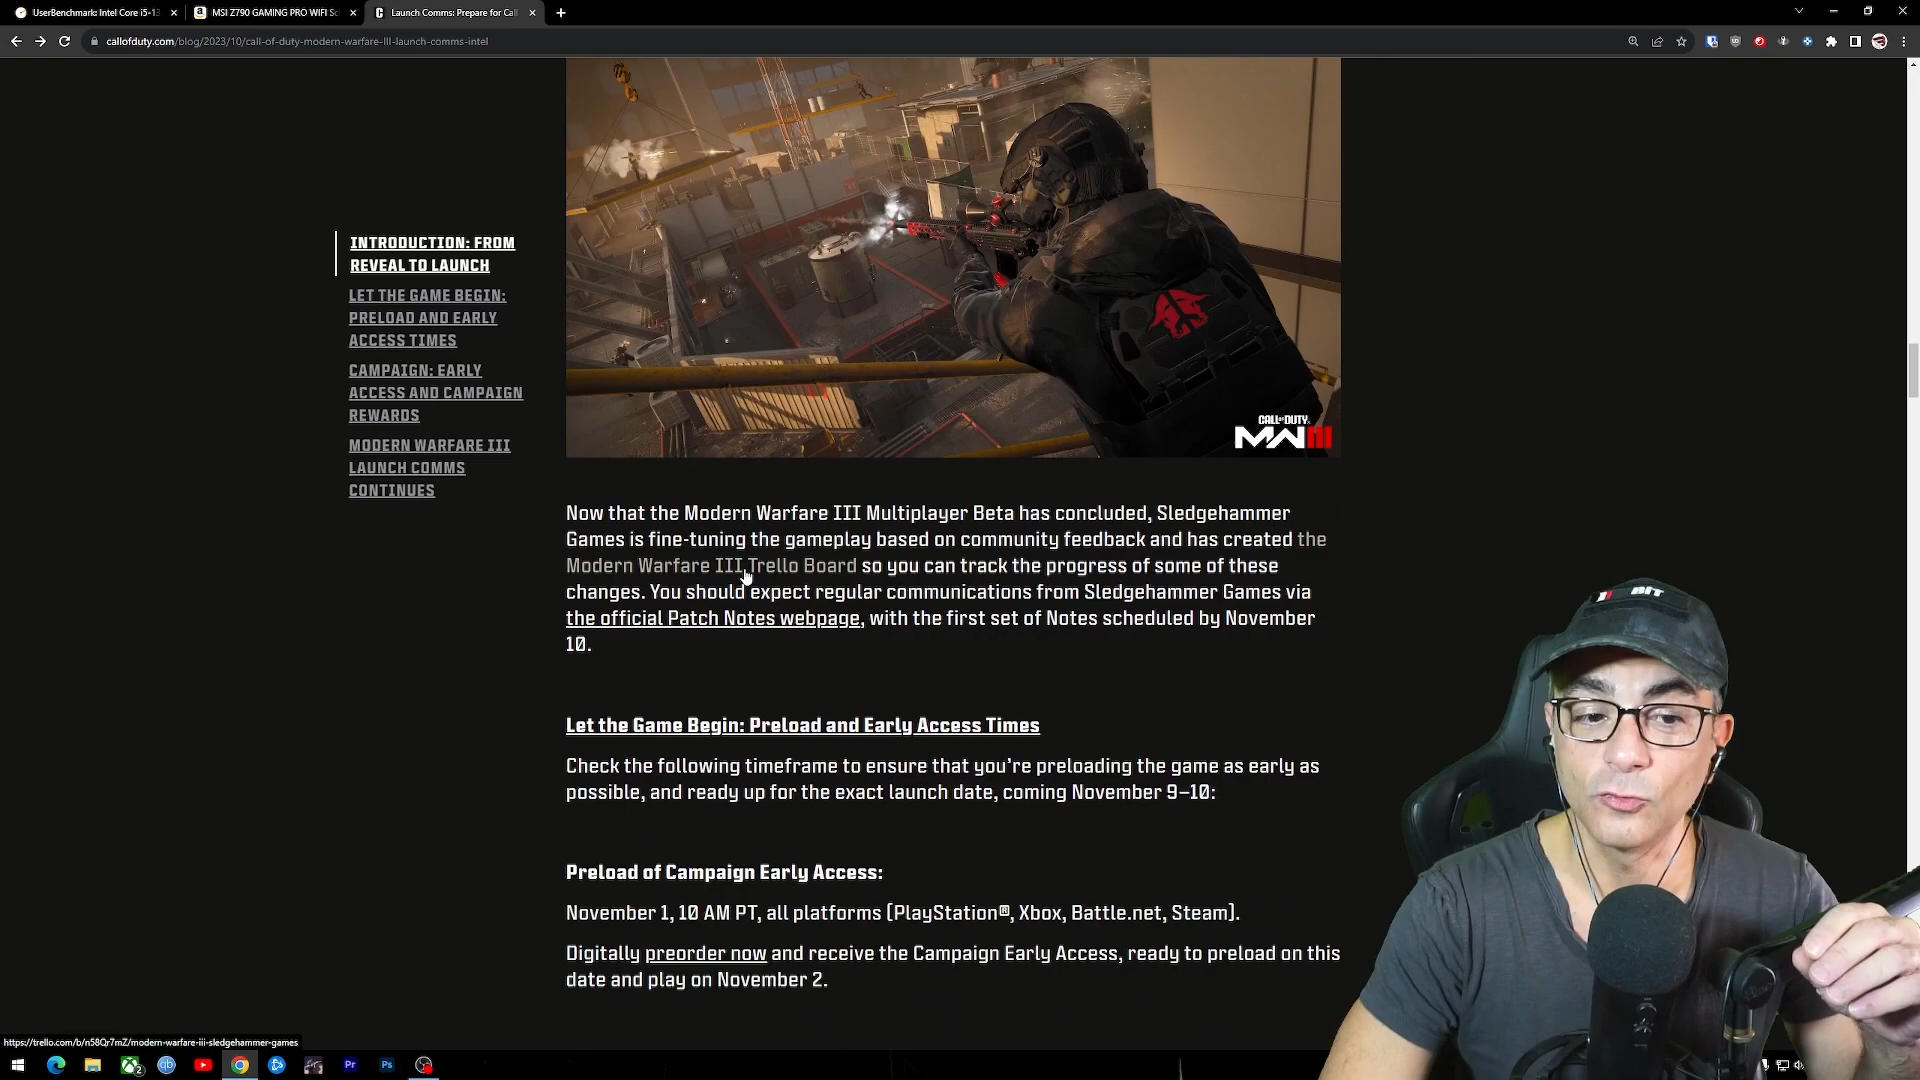 UserBenchmark: Intel Core i5-13
MSI Z790 GAMING PRO WIFI Sc
Launch Comms: Prepare for Call
callofduty.com/blog/2023/10/call-of-duty-modern-warfare-III-launch-comms-intel
INTRODUCTION: FROM
REVEAL TO LAUNCH
LET THE GAME BEGIN:
PRELOAD AND EARLY
ACCESS TIMES
CAMPAIGN: EARLY
ACCESS AND CAMPAIGN
REWARDS
MODERN WARFARE III
LAUNCH COMMS
CONTINUES
CALL OF DUTY
MWIII
Now that the Modern Warfare III Multiplayer Beta has concluded, Sledgehammer
Games is fine-tuning the gameplay based on community feedback and has created the
Modern Warfare III Trello Board so you can track the progress of some of these
changes. You should expect regular communications from Sledgehammer Games via
the official Patch Notes webpage, with the first set of Notes scheduled by November
10.
Let the Game Begin: Preload and Early Access Times
Check the following timeframe to ensure that you’re preloading the game as early as
possible, and ready up for the exact launch date, coming November 9–10:
Preload of Campaign Early Access:
November 1, 10 AM PT, all platforms (PlayStation®, Xbox, Battle.net, Steam).
Digitally preorder now and receive the Campaign Early Access, ready to preload on this
date and play on November 2.
BIT
https://trello.com/b/n58Qr7mZ/modern-warfare-iii-sledgehammer-games
2
qb
Pr
Ps